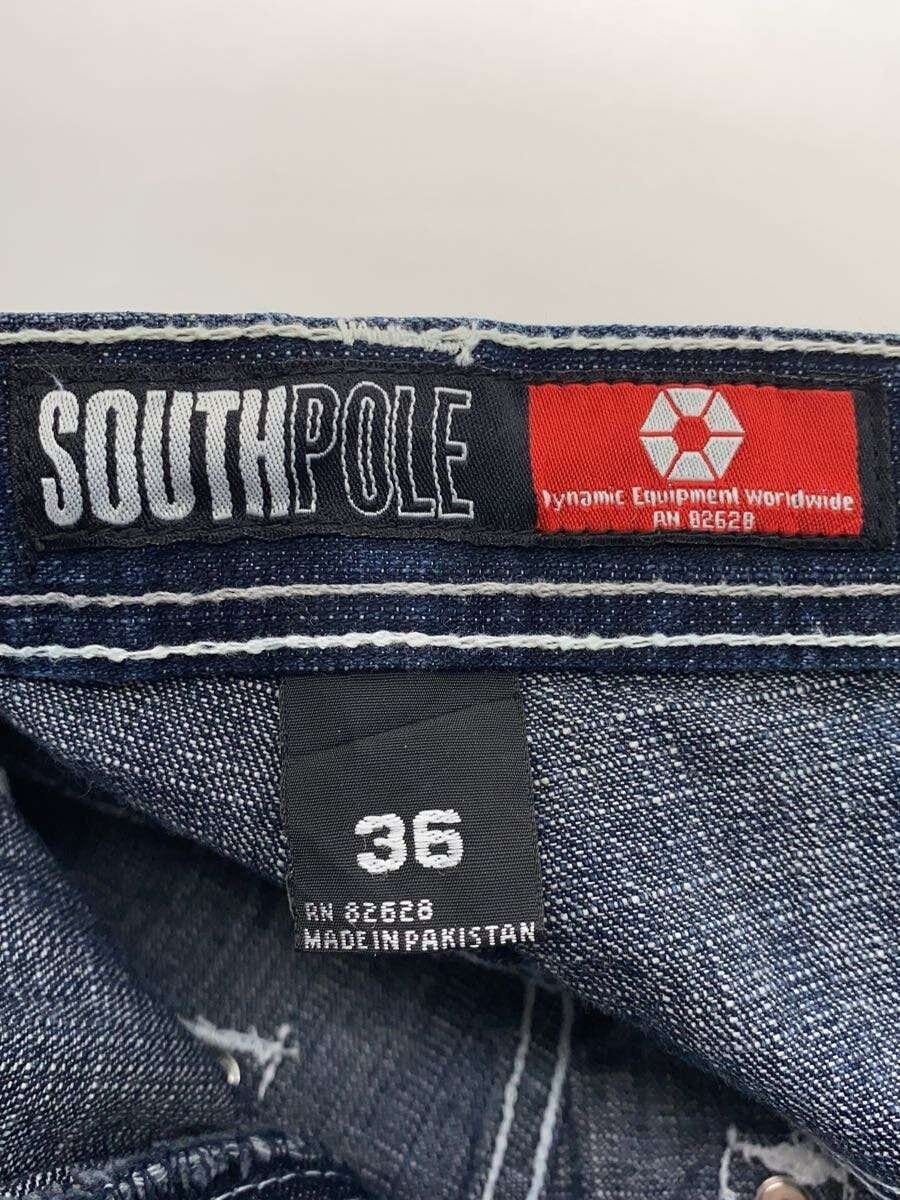 SOUTHPOLE
Dynamic Equipment Worldwide
RN 82628
36
RN 82628
MADE IN PAKISTAN